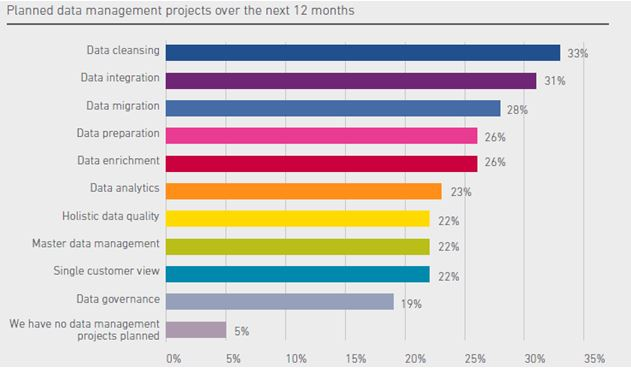 Planned data management projects over the next 12 months
Data cleansing 33%
Data integration 31%
Data migration 28%
Data preparation 26%
Data enrichment 26%
Data analytics 23%
Holistic data quality 22%
Master data management 22%
Single customer view 22%
Data governance 19%
We have no data management
projects planned 5%
0% 5% 10% 15% 20% 25% 30% 35%